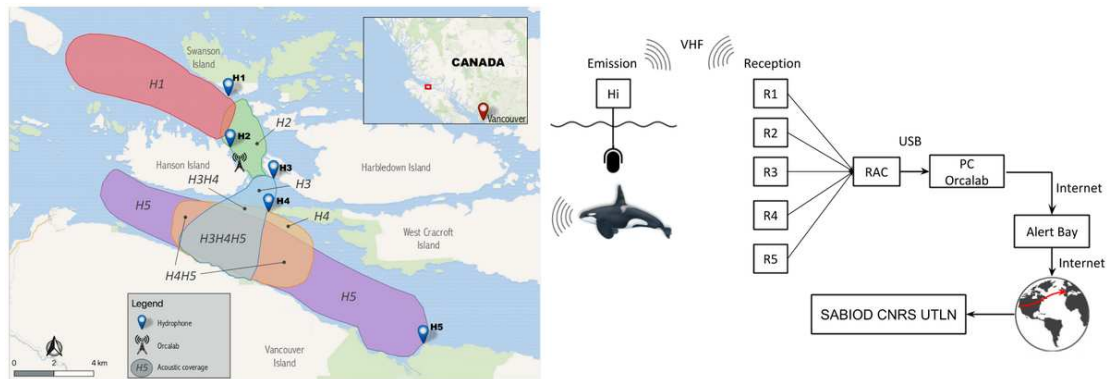 Swanson
Island
H1
H1
H2
H2
Hanson Island
Harbledown Island
H3
H3H4
H3
H4
H5
H4
H3H4H5
West Cracroft
Island
H4H5
H5
H5
Vancouver
Island
Legend
Hydrophone
Orcalab
H5 Acoustic coverage
0 2 4 km
CANADA
Vancouver
VHF
Emission
Reception
Hi
R1
R2
R3
R4
R5
RAC
USB
PC
Orcalab
Internet
Alert Bay
Internet
SABIOD CNRS UTLN